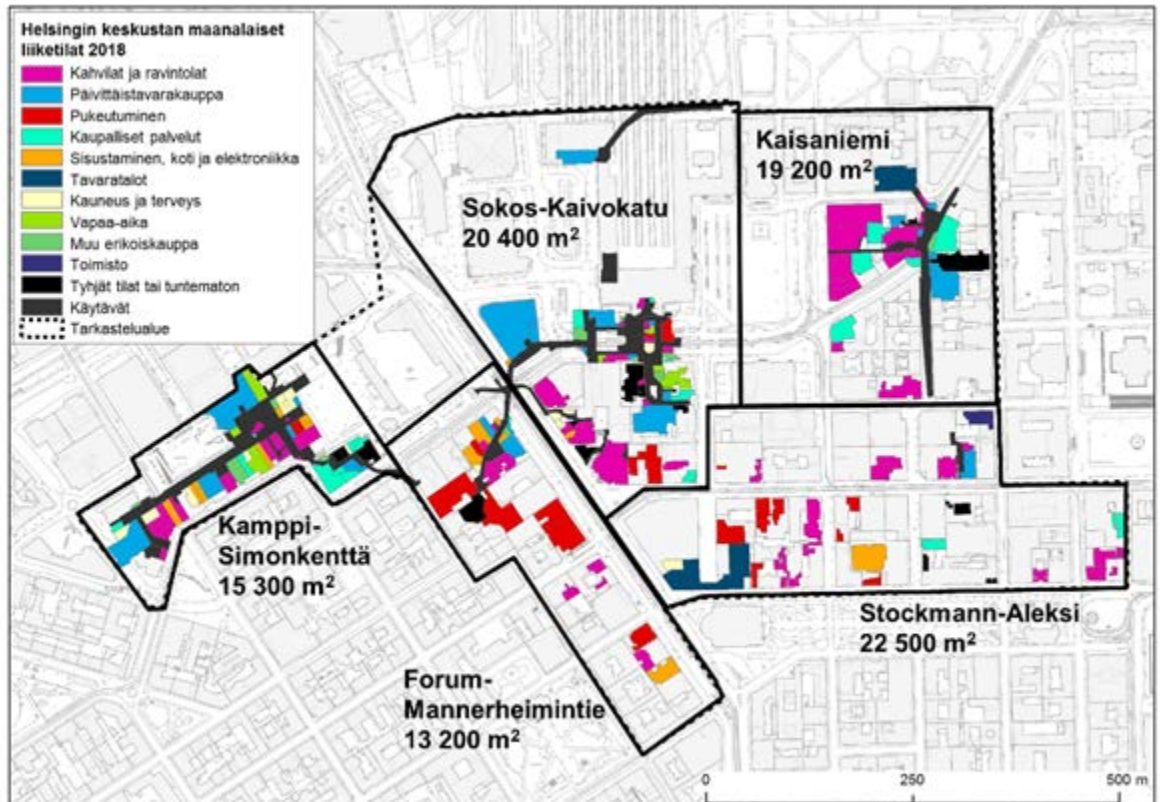 Helsingin keskustan maanalaiset
liiketilat 2018
Kahvilat ja ravintolat
Päivittäistavarakauppa
Pukeutuminen
Kaupalliset palvelut
Sisustaminen, koti ja elektroniikka
Tavaratalot
Kauneus ja terveys
Vapaa-aika
Muu erikoiskauppa
Toimisto
Tyhjät tilat tai tuntematon
Käytävät
Tarkastelualue
Kaisaniemi
19 200 m²
Sokos-Kaivokatu
20 400 m²
Kamppi-
Simonkenttä
15 300 m²
Stockmann-Aleksi
22 500 m²
Forum-
Mannerheimintie
13 200 m²
0 250 500 m